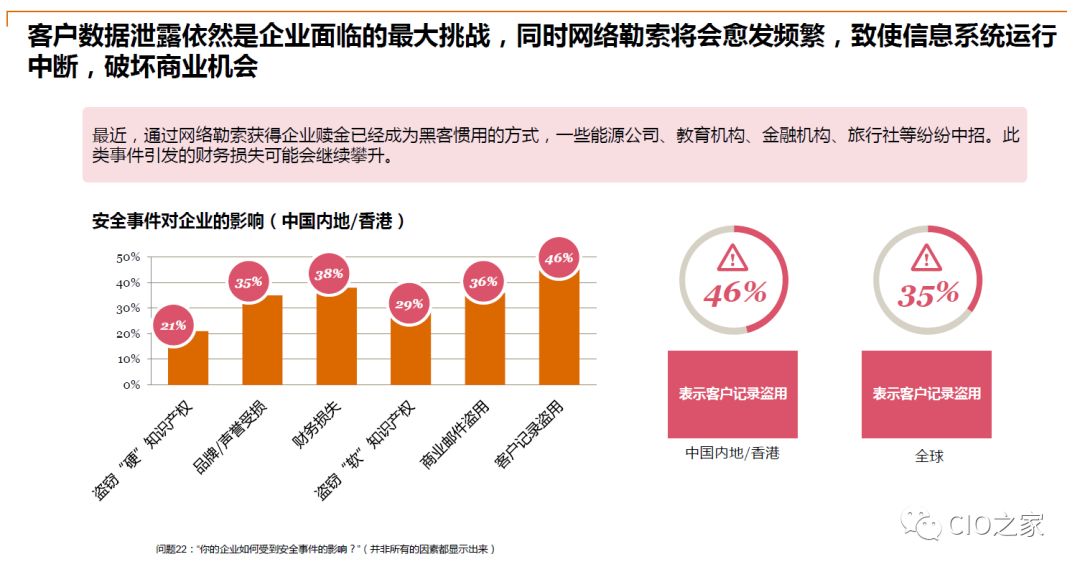 客户数据泄露依然是企业面临的最大挑战，同时网络勒索将会愈发频繁，致使信息系统运行
中断，破坏商业机会
最近，通过网络勒索获得企业赎金已经成为黑客惯用的方式，一些能源公司、教育机构、金融机构、旅行社等纷纷中招。此
类事件引发的财务损失可能会继续攀升。
安全事件对企业的影响（中国内地/香港）
50%
40%
30%
20%
10%
0%
21%
35%
38%
29%
36%
46%
盗窃“硬”知识产权
品牌/声誉受损
财务损失
盗窃“软”知识产权
商业邮件盗用
客户记录盗用
46%
表示客户记录盗用
中国内地/香港
35%
表示客户记录盗用
全球
问题22：“你的企业如何受到安全事件的影响？”（并非所有的因素都显示出来）
CIO之家